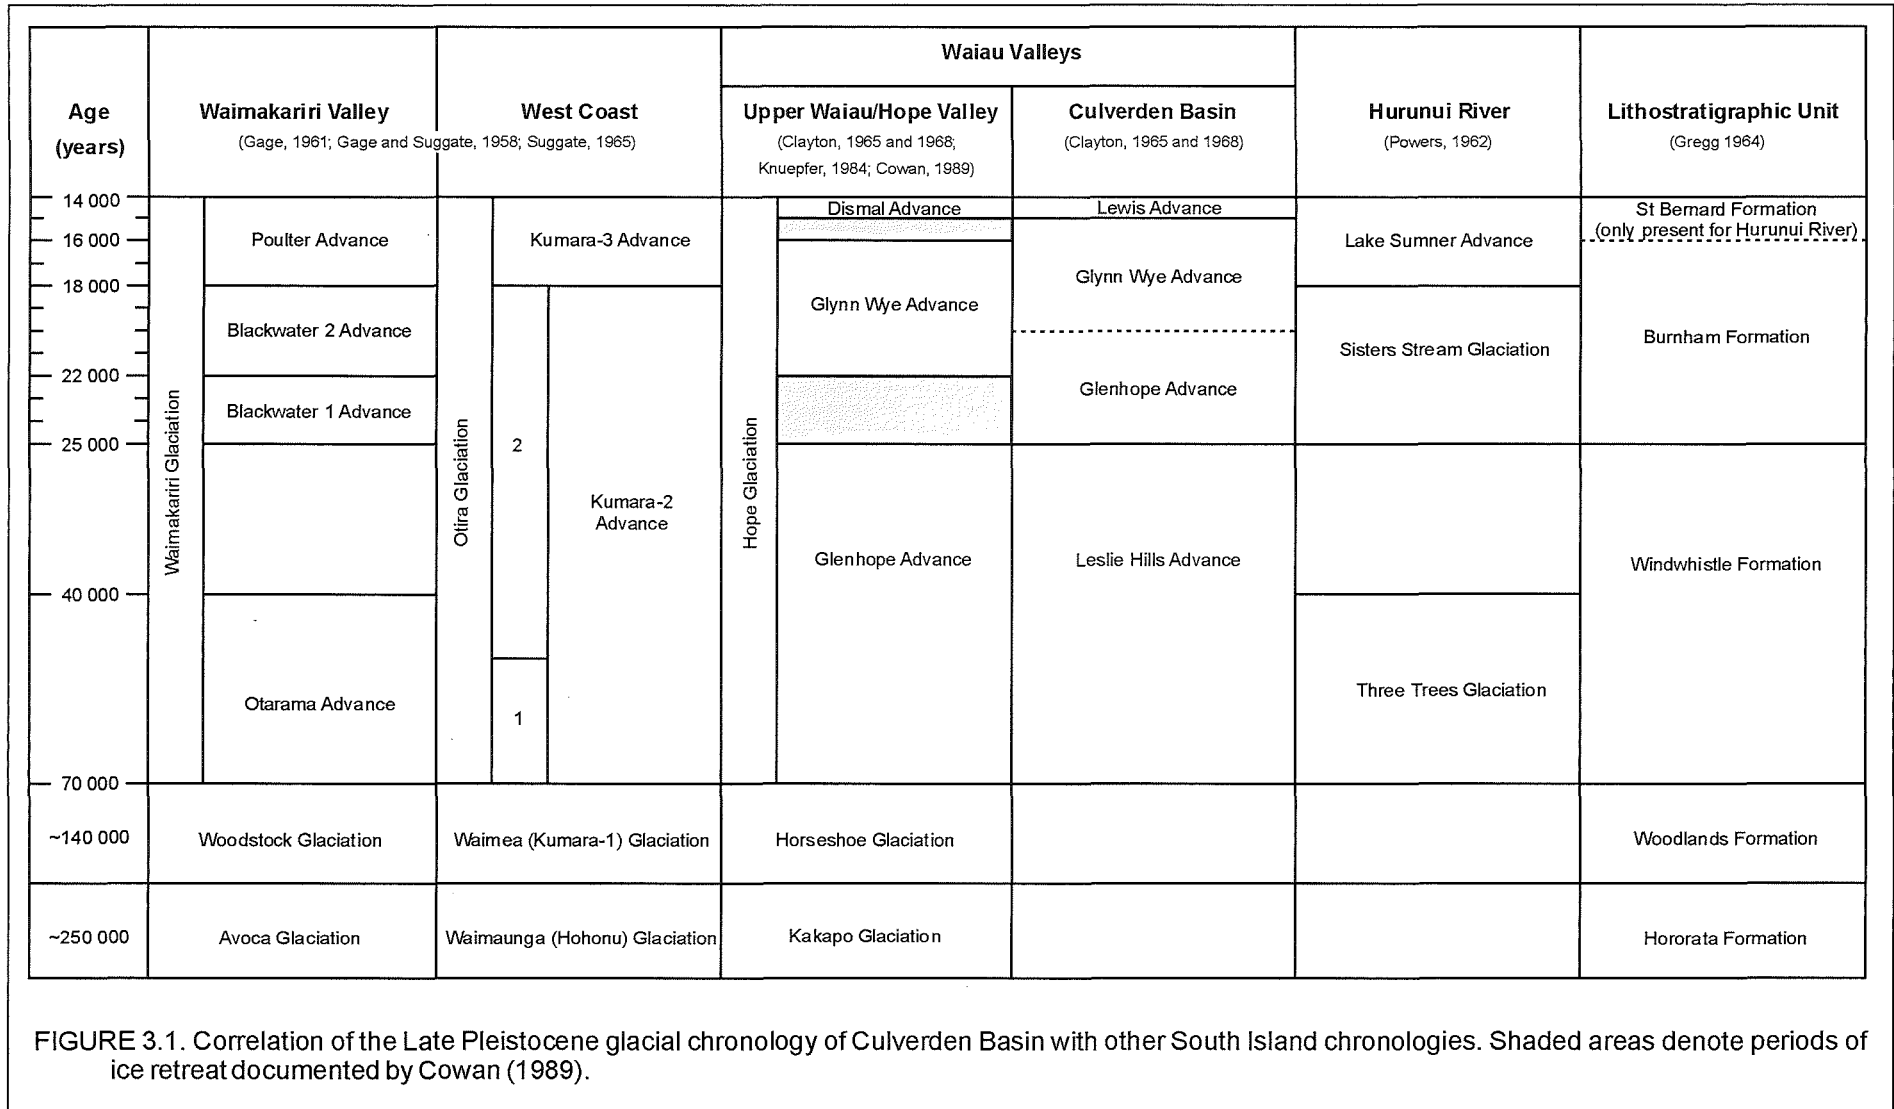 Waiau Valleys
Age
(years)
Waimakariri Valley
West Coast
(Gage, 1961; Gage and Suggate, 1958; Suggate, 1965)
Upper Waiau/Hope Valley
(Clayton, 1965 and 1968;
Knuepfer, 1984; Cowan, 1989)
Culverden Basin
(Clayton, 1965 and 1968)
Hurunui River
(Powers, 1962)
Lithostratigraphic Unit
(Gregg 1964)
14 000
16 000
18 000
22 000
25 000
40 000
70 000
~140 000
~250 000
Waimakariri Glaciation
Poulter Advance
Blackwater 2 Advance
Blackwater 1 Advance
Otarama Advance
Woodstock Glaciation
Avoca Glaciation
Otira Glaciation
Kumara-3 Advance
2
1
Kumara-2
Advance
Waimea (Kumara-1) Glaciation
Waimaunga (Hohonu) Glaciation
Hope Glaciation
Dismal Advance
Glynn Wye Advance
Glenhope Advance
Horseshoe Glaciation
Kakapo Glaciation
Lewis Advance
Glynn Wye Advance
Glenhope Advance
Leslie Hills Advance
Lake Sumner Advance
Sisters Stream Glaciation
Three Trees Glaciation
St Bernard Formation
(only present for Hurunui River)
Burnham Formation
Windwhistle Formation
Woodlands Formation
Hororata Formation
FIGURE 3.1. Correlation of the Late Pleistocene glacial chronology of Culverden Basin with other South Island chronologies. Shaded areas denote periods of
ice retreat documented by Cowan (1989).